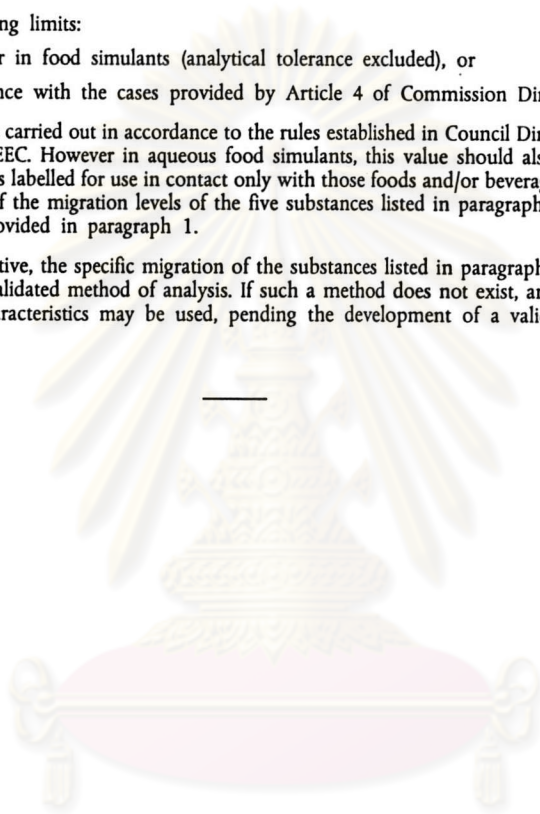 ng limits:
r in food simulants (analytical tolerance excluded), or
nce with the cases provided by Article 4 of Commission Dir
carried out in accordance to the rules established in Council Dir
EEC. However in aqueous food simulants, this value should als
s labelled for use in contact only with those foods and/or bevera
f the migration levels of the five substances listed in paragraph
ovided in paragraph 1.
tive, the specific migration of the substances listed in paragraph
alidated method of analysis. If such a method does not exist, an
racteristics may be used, pending the development of a vali